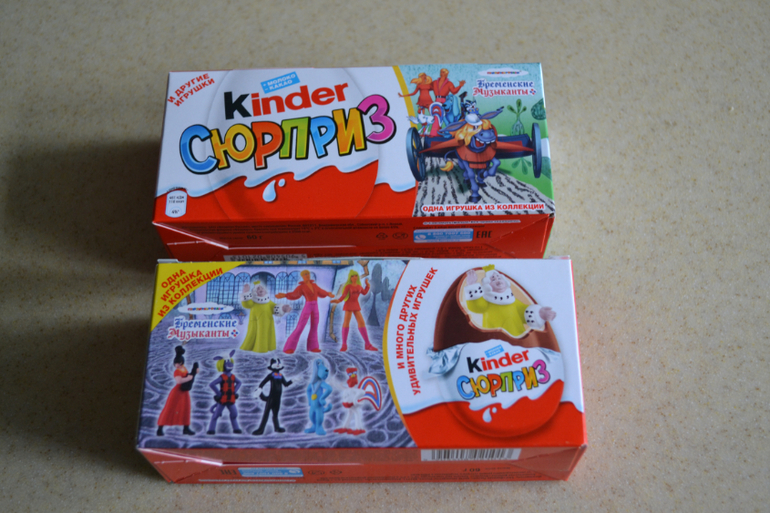 И ДРУГИЕ
ИГРУШКИ
+ МОЛОКО
+ КАКАО
Kinder
СЮРПРИЗ
Бременские
Музыканты
ОДНА ИГРУШКА ИЗ КОЛЛЕКЦИИ
ОДНА
ИГРУШКА
ИЗ КОЛЛЕКЦИИ
Бременские
Музыканты
И МНОГО ДРУГИХ
УДИВИТЕЛЬНЫХ ИГРУШЕК
Kinder
СЮРПРИЗ